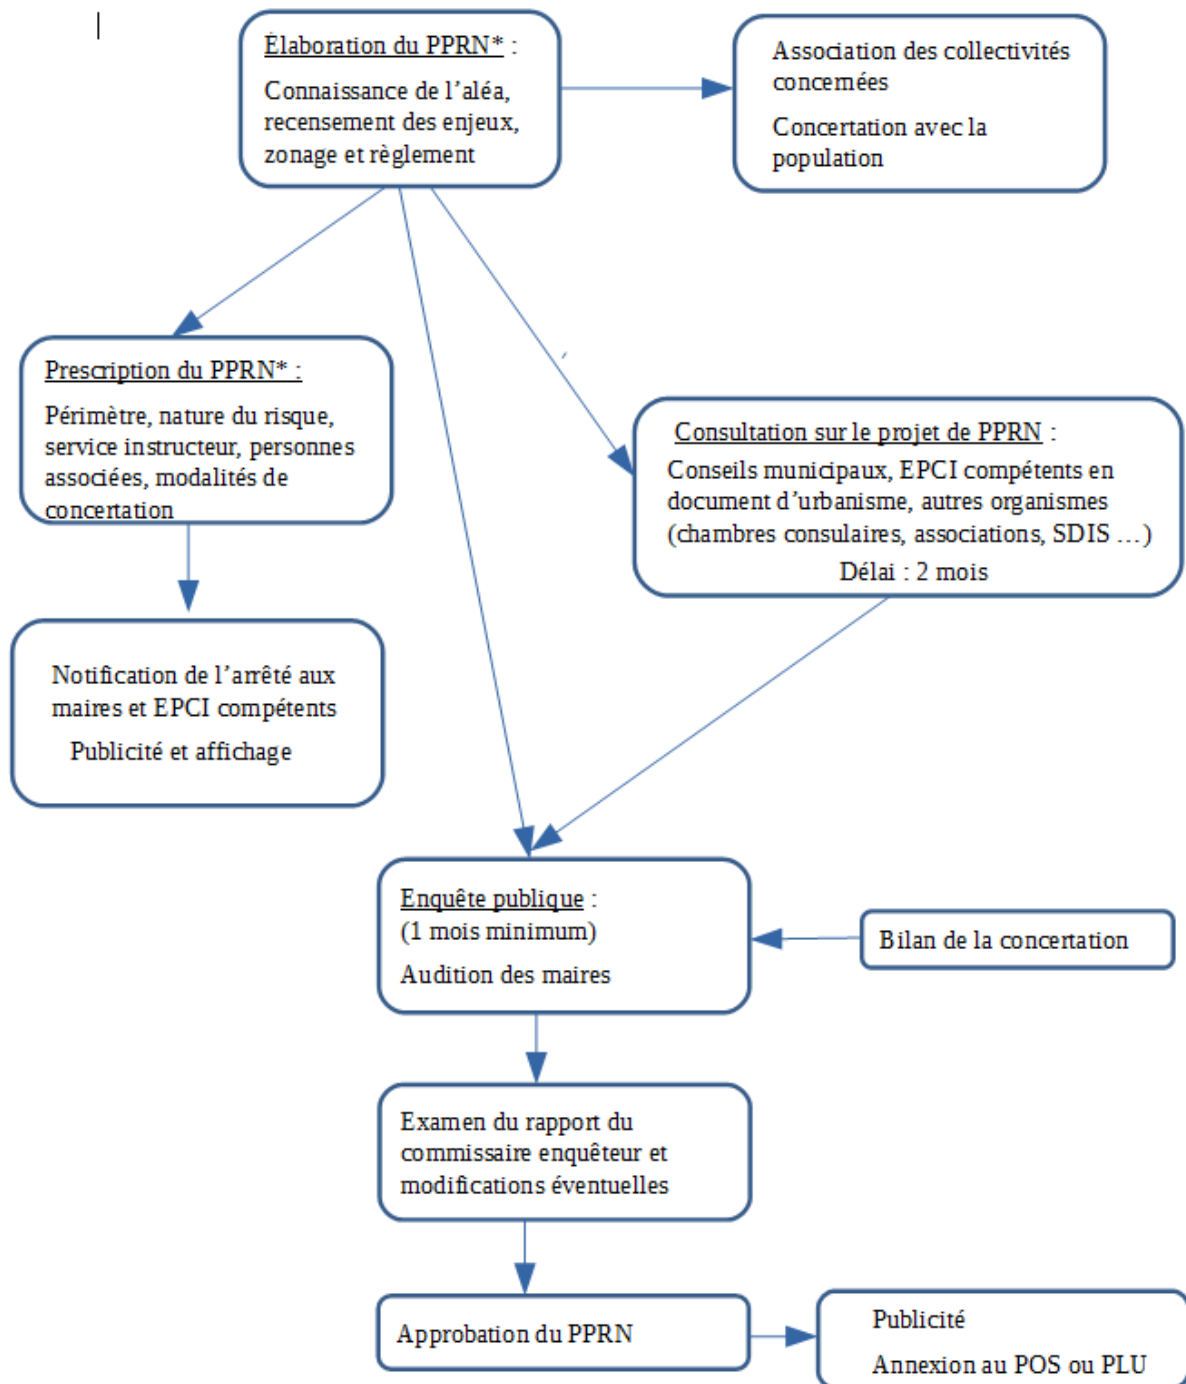 Élaboration du PPRN* :
Connaissance de l’aléa,
recensement des enjeux,
zonage et règlement
Association des collectivités
concernées
Concertation avec la
population
Prescription du PPRN* :
Périmètre, nature du risque,
service instructeur, personnes
associées, modalités de
concertation
Consultation sur le projet de PPRN :
Conseils municipaux, EPCI compétents en
document d’urbanisme, autres organismes
(chambres consulaires, associations, SDIS …)
Délai : 2 mois
Notification de l’arrêté aux
maires et EPCI compétents
Publicité et affichage
Enquête publique :
(1 mois minimum)
Audition des maires
Bilan de la concertation
Examen du rapport du
commissaire enquêteur et
modifications éventuelles
Approbation du PPRN
Publicité
Annexion au POS ou PLU